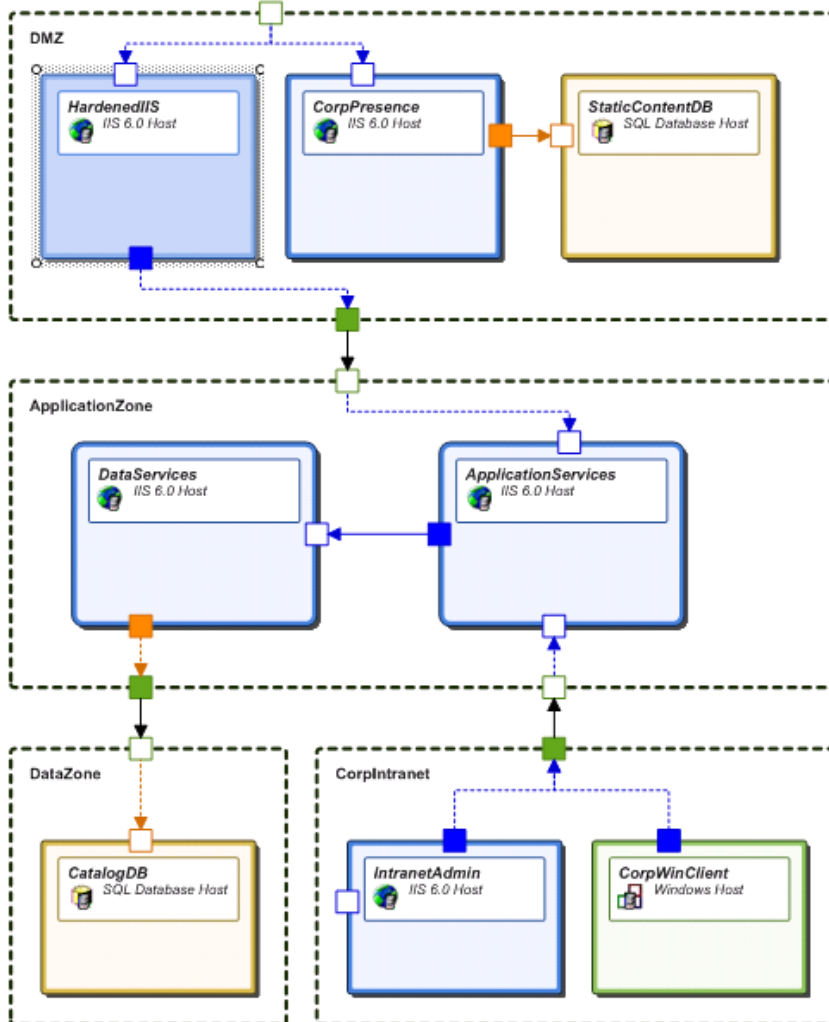 DMZ
HardenedIIS
IIS 6.0 Host
CorpPresence
IIS 6.0 Host
StaticContentDB
SQL Database Host
ApplicationZone
DataServices
IIS 6.0 Host
ApplicationServices
IIS 6.0 Host
DataZone
CatalogDB
SQL Database Host
CorpIntranet
IntranetAdmin
IIS 6.0 Host
CorpWinClient
Windows Host